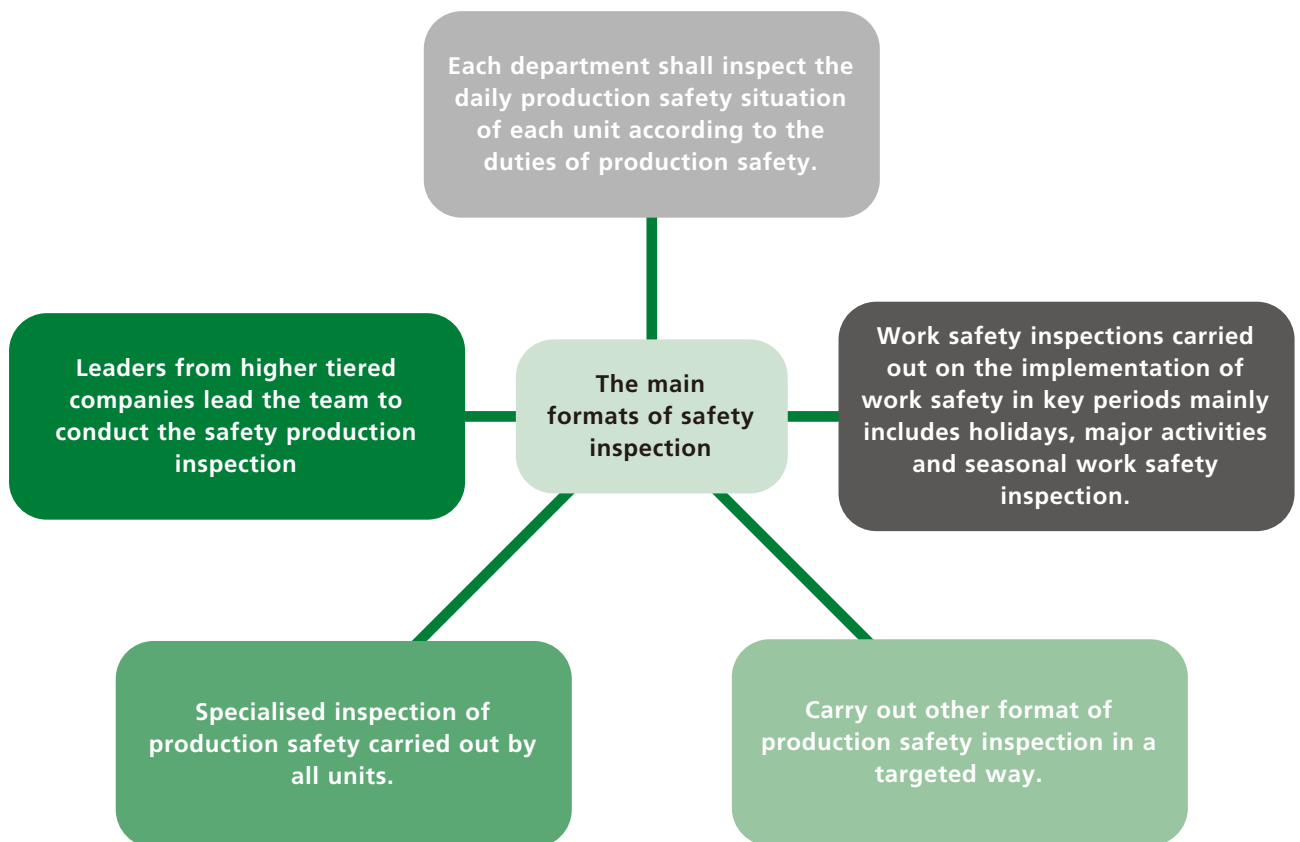 Each department shall inspect the
daily production safety situation
of each unit according to the
duties of production safety.
Leaders from higher tiered
companies lead the team to
conduct the safety production
inspection
The main
formats of safety
inspection
Work safety inspections carried
out on the implementation of
work safety in key periods mainly
includes holidays, major activities
and seasonal work safety
inspection.
Specialised inspection of
production safety carried out by
all units.
Carry out other format of
production safety inspection in a
targeted way.